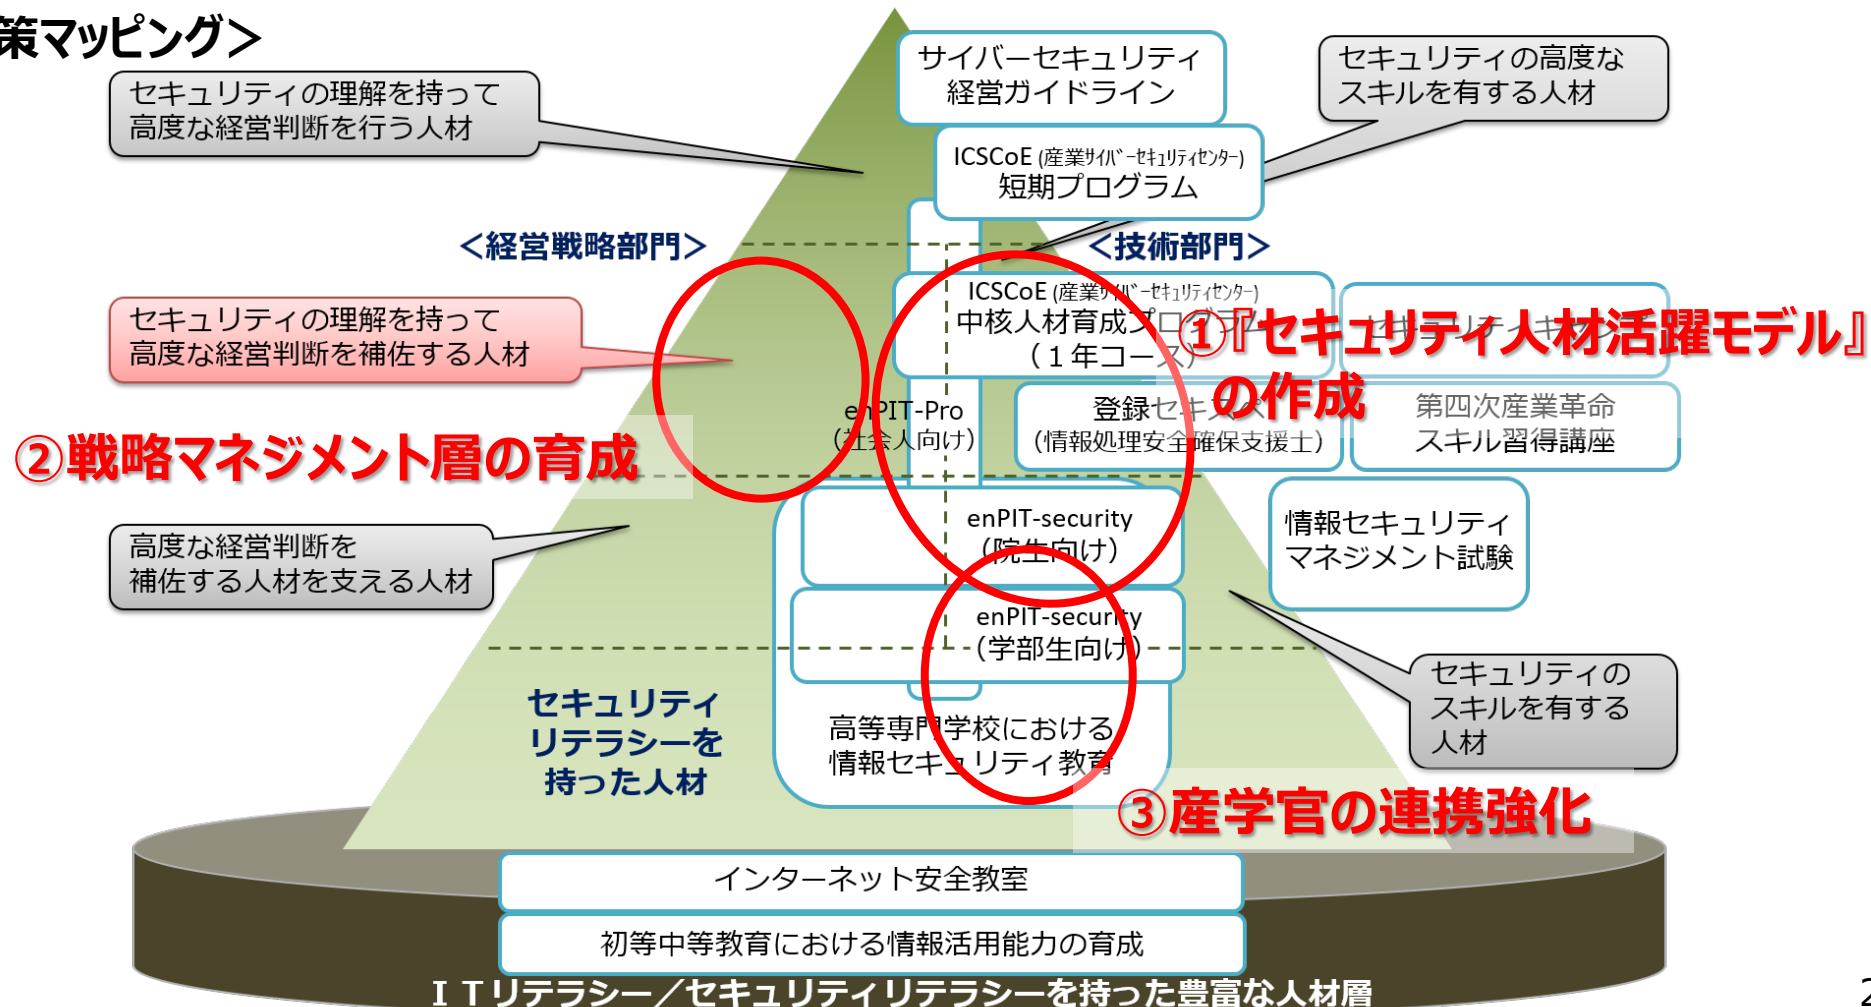 策マッピング＞
セキュリティの理解を持って
高度な経営判断を行う人材
サイバーセキュリティ
経営ガイドライン
セキュリティの高度な
スキルを有する人材
ICSCoE (産業ｻｲﾊﾞｰｾｷｭﾘﾃｨｾﾝﾀｰ)
短期プログラム
＜経営戦略部門＞
＜技術部門＞
セキュリティの理解を持って
高度な経営判断を補佐する人材
ICSCoE (産業ｻｲﾊﾞｰｾｷｭﾘﾃｨｾﾝﾀｰ)
中核人材育成プログラム
（１年コース）
セキュリティキャンプ
①『セキュリティ人材活躍モデル』
の作成
enPIT-Pro
（社会人向け）
登録セキスペ
（情報処理安全確保支援士）
第四次産業革命
スキル習得講座
②戦略マネジメント層の育成
高度な経営判断を
補佐する人材を支える人材
enPIT-security
（院生向け）
情報セキュリティ
マネジメント試験
enPIT-security
（学部生向け）
セキュリティの
スキルを有する
人材
セキュリティ
リテラシーを
持った人材
高等専門学校における
情報セキュリティ教育
③産学官の連携強化
インターネット安全教室
初等中等教育における情報活用能力の育成
ＩＴリテラシー／セキュリティリテラシーを持った豊富な人材層